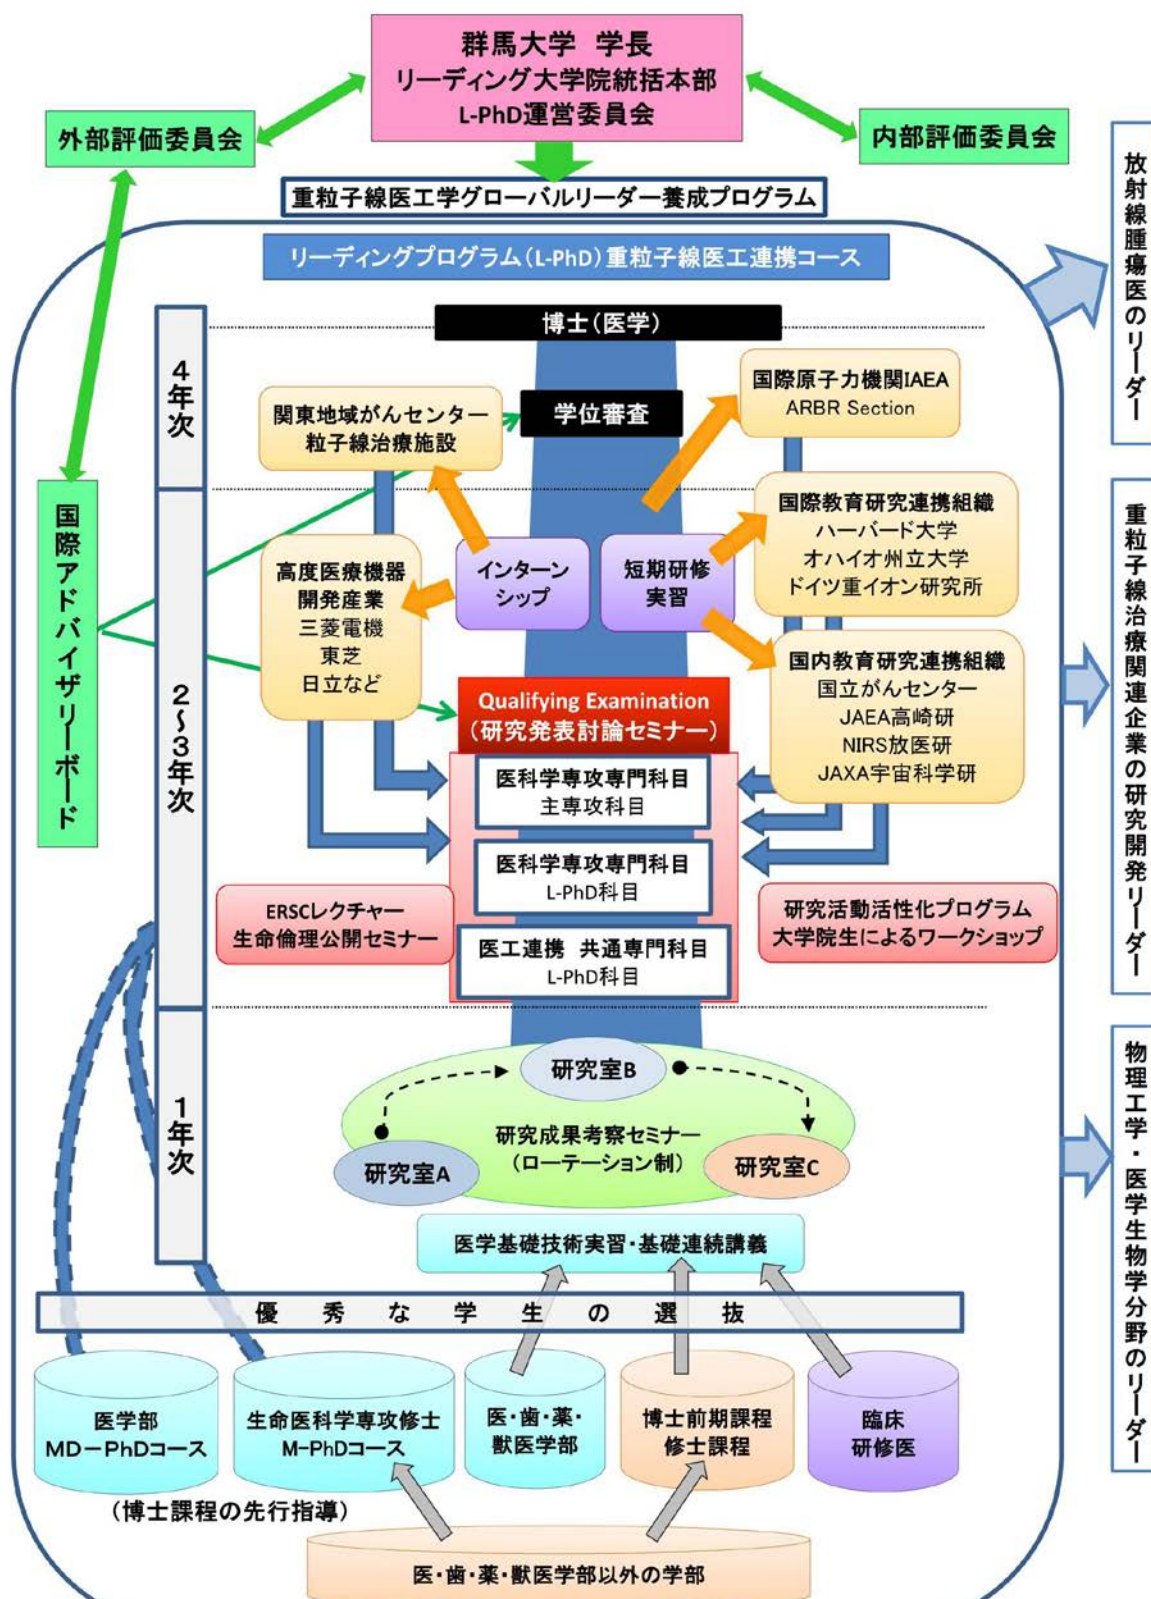 群馬大学 学長
リーディング大学院統括本部
L-PhD運営委員会
外部評価委員会
内部評価委員会
重粒子線医工学グローバルリーダー養成プログラム
リーディングプログラム（L-PhD）重粒子線医工連携コース
博士（医学）
4年次
学位審査
関東地域がんセンター
粒子線治療施設
国際原子力機関IAEA
ARBR Section
国際アドバイザリーボード
2～3年次
高度医療機器
開発産業
三菱電機
東芝
日立など
インターン
シップ
短期研修
実習
国際教育研究連携組織
ハーバード大学
オハイオ州立大学
ドイツ重イオン研究所
国内教育研究連携組織
国立がんセンター
JAEA高崎研
NIRS放医研
JAXA宇宙科学研
Qualifying Examination
（研究発表討論セミナー）
医科学専攻専門科目
主専攻科目
医科学専攻専門科目
L-PhD科目
医工連携 共通専門科目
L-PhD科目
ERSCレクチャー
生命倫理公開セミナー
研究活動活性化プログラム
大学院生によるワークショップ
1年次
研究室B
研究成果考察セミナー
（ローテーション制）
研究室A
研究室C
医学基礎技術実習・基礎連続講義
優秀な学生の選抜
医学部
MD－PhDコース
生命医科学専攻修士
M-PhDコース
医・歯・薬・
獣医学部
博士前期課程
修士課程
臨床
研修医
（博士課程の先行指導）
医・歯・薬・獣医学部以外の学部
放射線腫瘍医のリーダー
重粒子線治療関連企業の研究開発リーダー
物理工学・医学生物学分野のリーダー